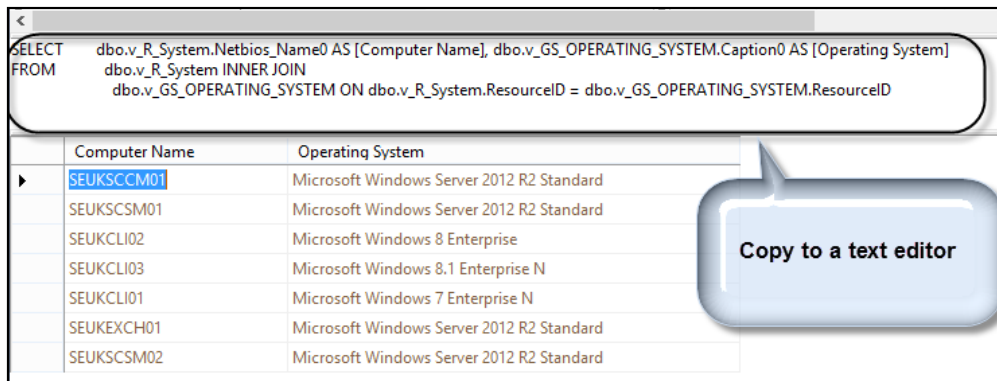 SELECT dbo.v_R_System.Netbios_Name0 AS [Computer Name], dbo.v_GS_OPERATING_SYSTEM.Caption0 AS [Operating System]
FROM dbo.v_R_System INNER JOIN
dbo.v_GS_OPERATING_SYSTEM ON dbo.v_R_System.ResourceID = dbo.v_GS_OPERATING_SYSTEM.ResourceID
Computer Name Operating System
SEUKSCCM01 Microsoft Windows Server 2012 R2 Standard
SEUKSCSM01 Microsoft Windows Server 2012 R2 Standard
SEUKCLI02 Microsoft Windows 8 Enterprise
SEUKCLI03 Microsoft Windows 8.1 Enterprise N
SEUKCLI01 Microsoft Windows 7 Enterprise N
SEUKEXCH01 Microsoft Windows Server 2012 R2 Standard
SEUKSCSM02 Microsoft Windows Server 2012 R2 Standard
Copy to a text editor